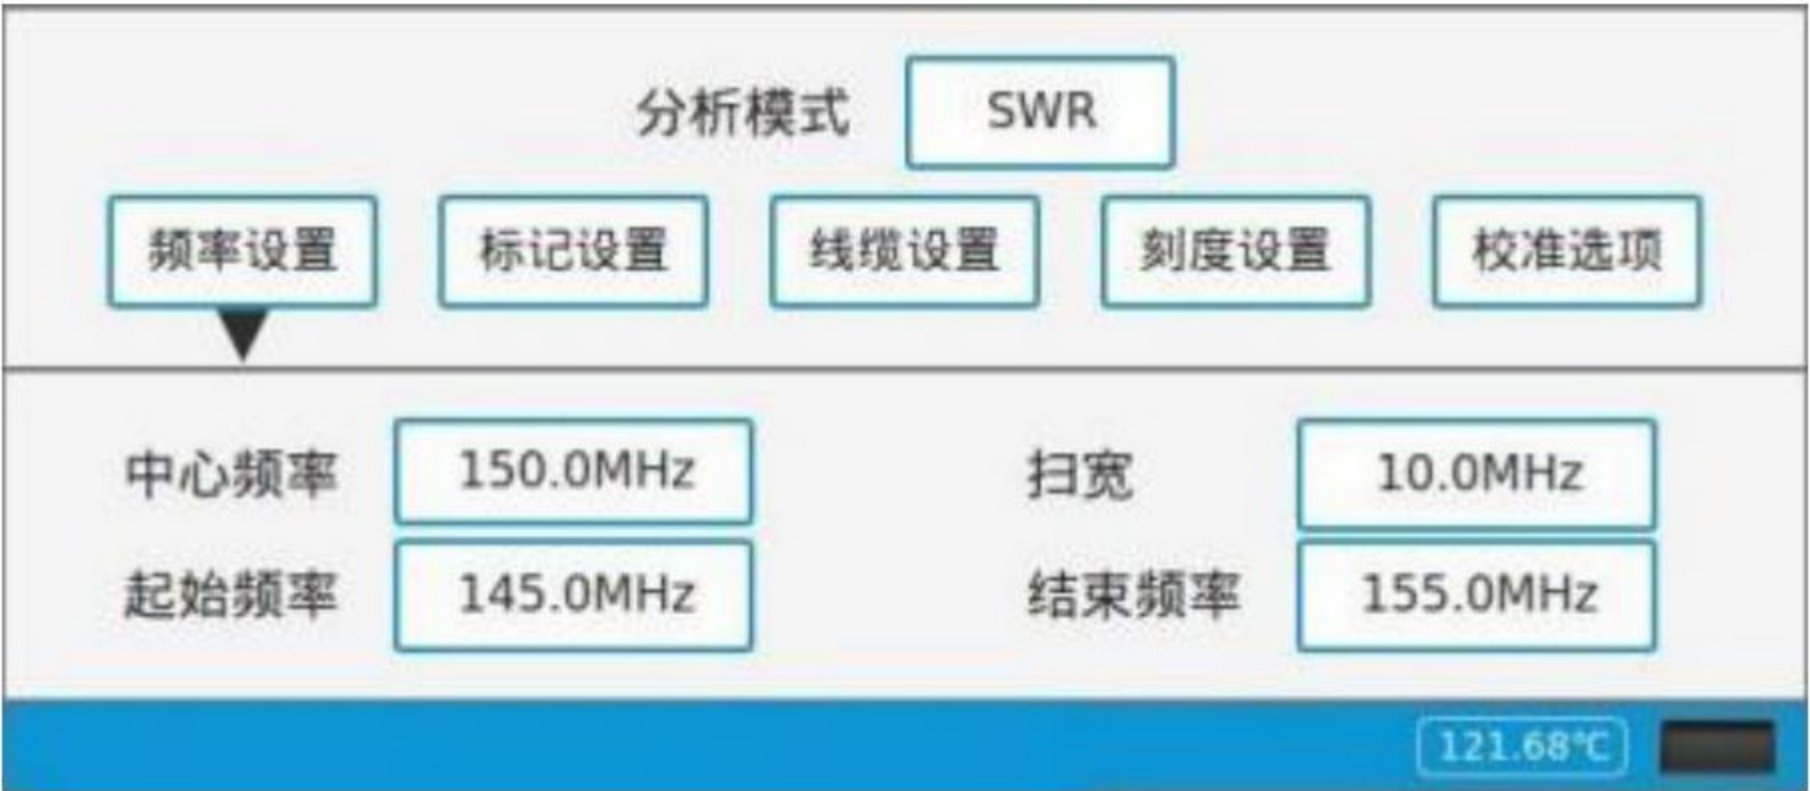 分析模式 SWR
频率设置 标记设置 线缆设置 刻度设置 校准选项
中心频率 150.0MHz 扫宽 10.0MHz
起始频率 145.0MHz 结束频率 155.0MHz
121.68℃